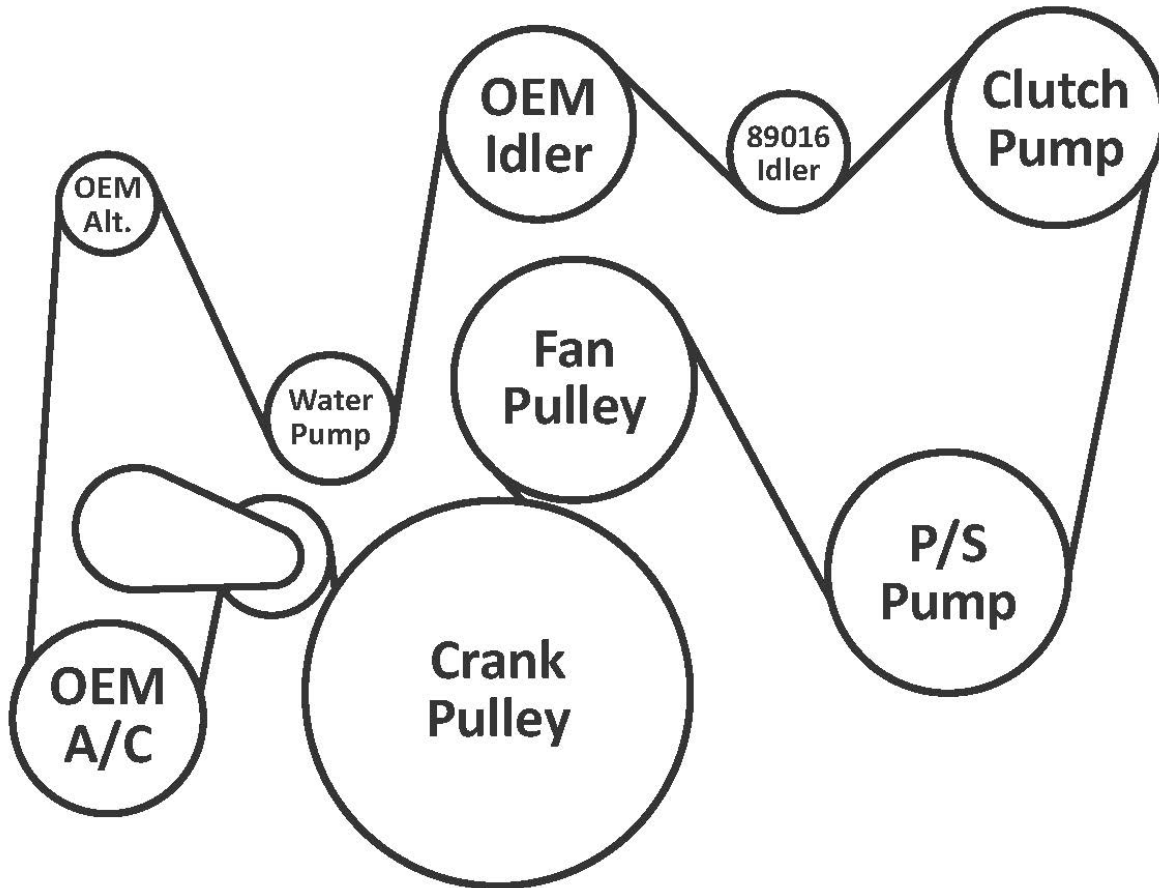 OEM
Idler
89016
Idler
Clutch
Pump
OEM
Alt.
Fan
Pulley
Water
Pump
P/S
Pump
Crank
Pulley
OEM
A/C